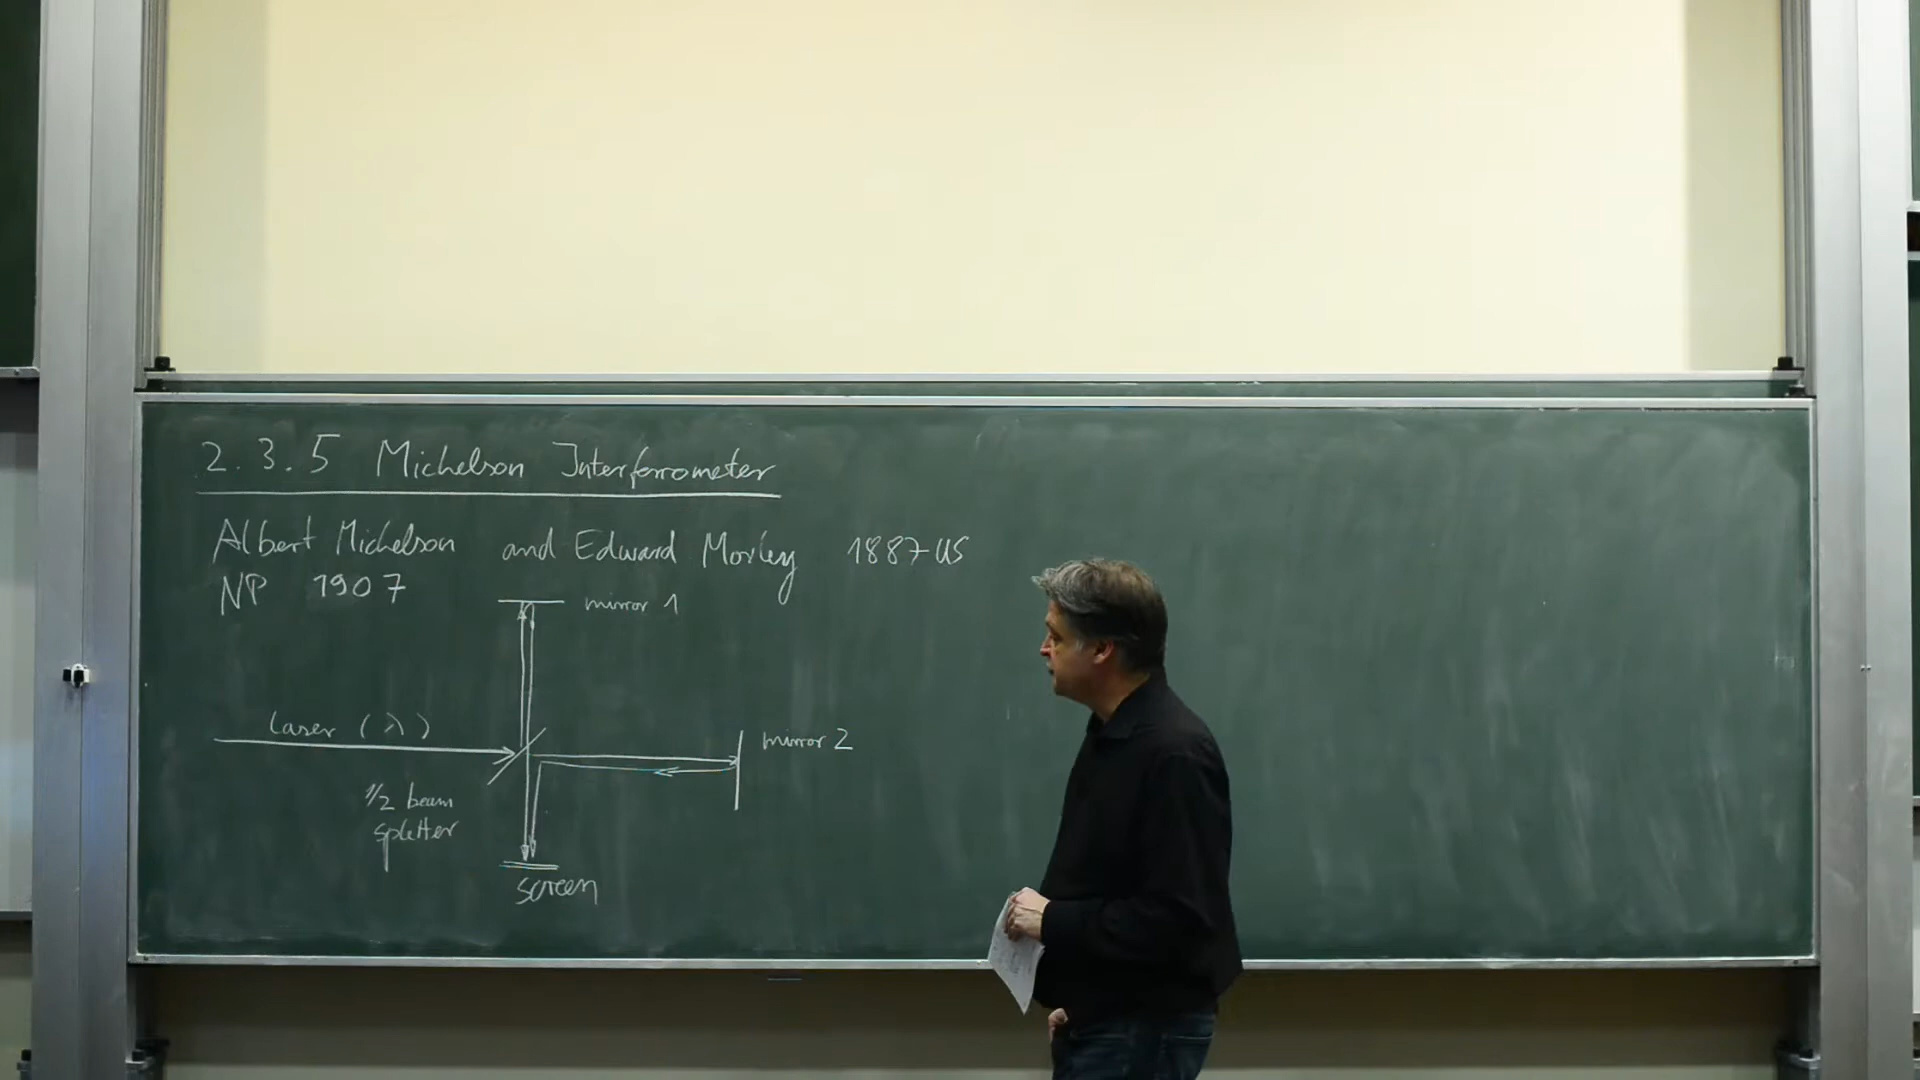 2.3.5 Michelson Interferrometer
Albert Michelson and Edward Morley 1887 US
NP 1907
mirror 1
Laser (λ)
mirror 2
1/2 beam
splitter
screen